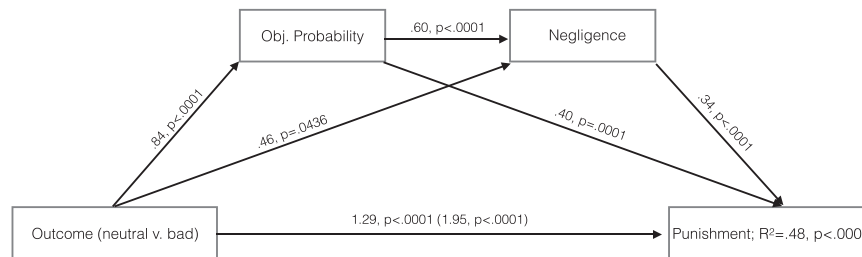 Obj. Probability
.60, p<.0001
Negligence
.84, p<.0001
.46, p=.0436
.40, p=.0001
.34, p<.0001
Outcome (neutral v. bad)
1.29, p<.0001 (1.95, p<.0001)
Punishment; R²=.48, p<.000